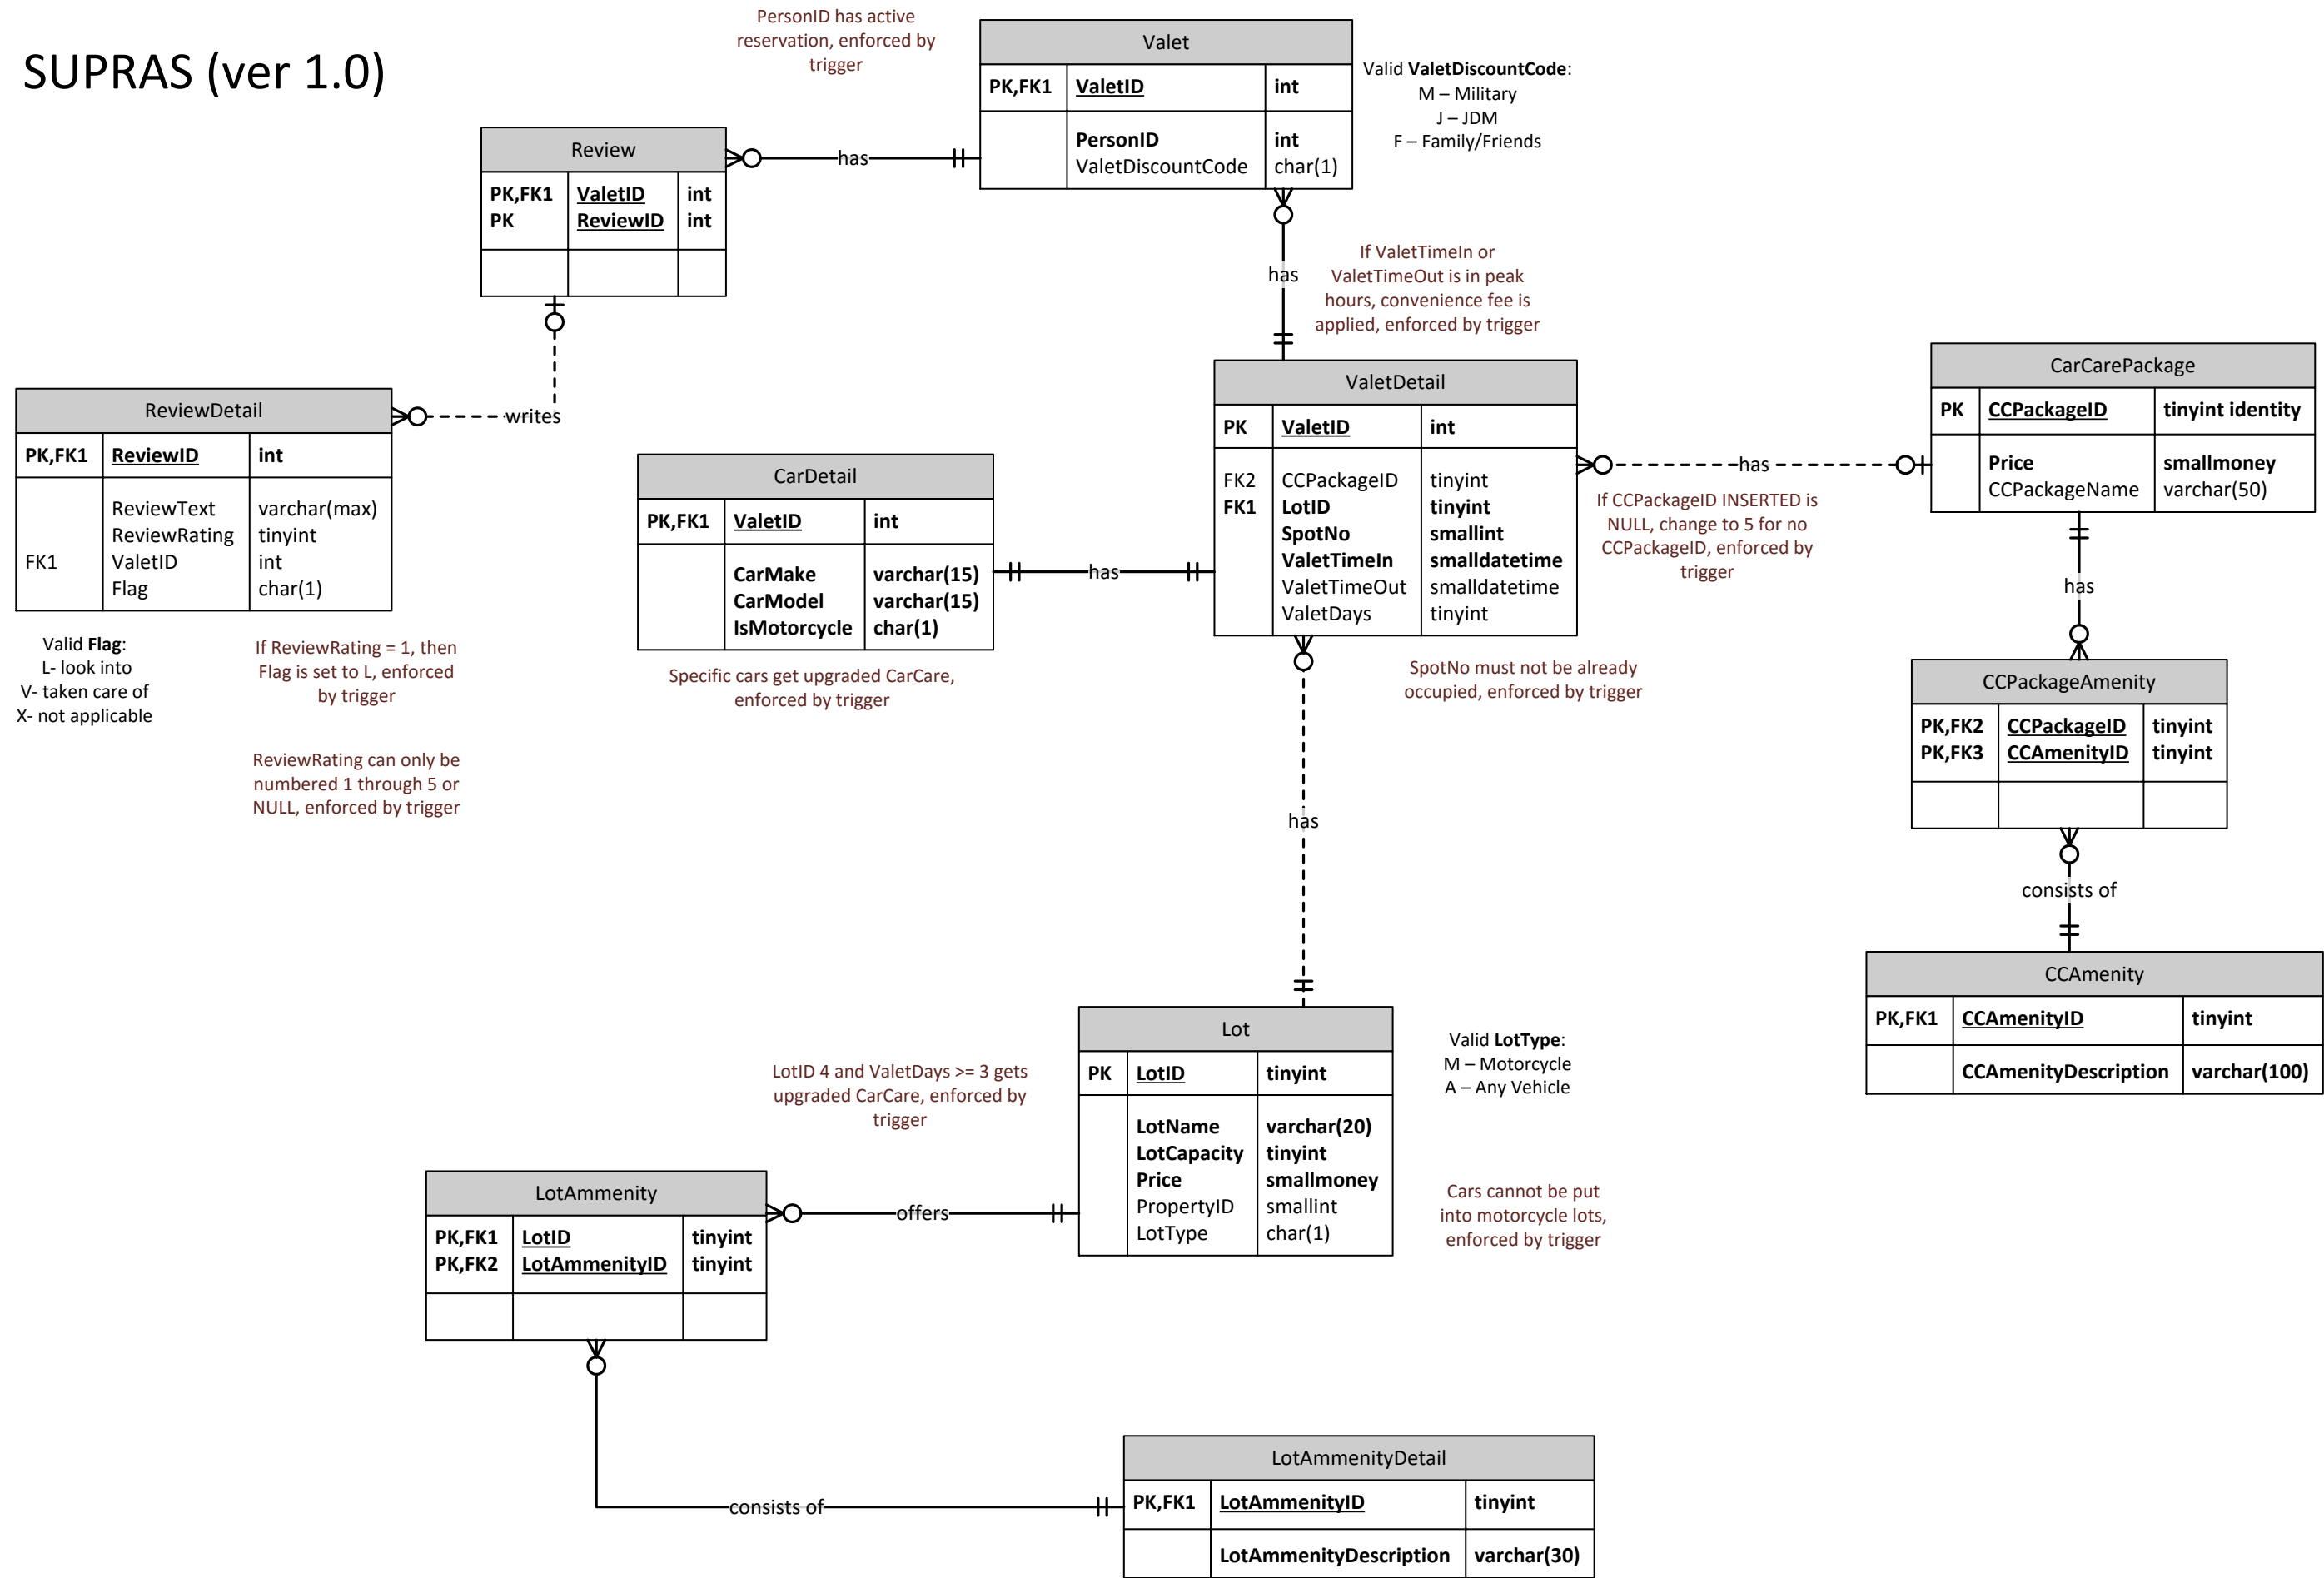 SUPRAS (ver 1.0)
PersonID has active
reservation, enforced by
trigger
Valet
PK,FK1 ValetID int
PersonID int
ValetDiscountCode char(1)
Valid ValetDiscountCode:
M – Military
J – JDM
F – Family/Friends
Review
PK,FK1 ValetID int
PK ReviewID int
has
has
If ValetTimeIn or
ValetTimeOut is in peak
hours, convenience fee is
applied, enforced by trigger
writes
ReviewDetail
PK,FK1 ReviewID int
ReviewText varchar(max)
ReviewRating tinyint
FK1 ValetID int
Flag char(1)
Valid Flag:
L- look into
V- taken care of
X- not applicable
If ReviewRating = 1, then
Flag is set to L, enforced
by trigger
ReviewRating can only be
numbered 1 through 5 or
NULL, enforced by trigger
CarDetail
PK,FK1 ValetID int
CarMake varchar(15)
CarModel varchar(15)
IsMotorcycle char(1)
Specific cars get upgraded CarCare,
enforced by trigger
has
ValetDetail
PK ValetID int
FK2 CCPackageID tinyint
FK1 LotID tinyint
SpotNo smallint
ValetTimeIn smalldatetime
ValetTimeOut smalldatetime
ValetDays tinyint
SpotNo must not be already
occupied, enforced by trigger
has
If CCPackageID INSERTED is
NULL, change to 5 for no
CCPackageID, enforced by
trigger
CarCarePackage
PK CCPackageID tinyint identity
Price smallmoney
CCPackageName varchar(50)
has
CCPackageAmenity
PK,FK2 CCPackageID tinyint
PK,FK3 CCAmenityID tinyint
consists of
CCAmenity
PK,FK1 CCAmenityID tinyint
CCAmenityDescription varchar(100)
has
Lot
PK LotID tinyint
LotName varchar(20)
LotCapacity tinyint
Price smallmoney
PropertyID smallint
LotType char(1)
Valid LotType:
M – Motorcycle
A – Any Vehicle
Cars cannot be put
into motorcycle lots,
enforced by trigger
LotID 4 and ValetDays >= 3 gets
upgraded CarCare, enforced by
trigger
offers
LotAmmenity
PK,FK1 LotID tinyint
PK,FK2 LotAmmenityID tinyint
consists of
LotAmmenityDetail
PK,FK1 LotAmmenityID tinyint
LotAmmenityDescription varchar(30)